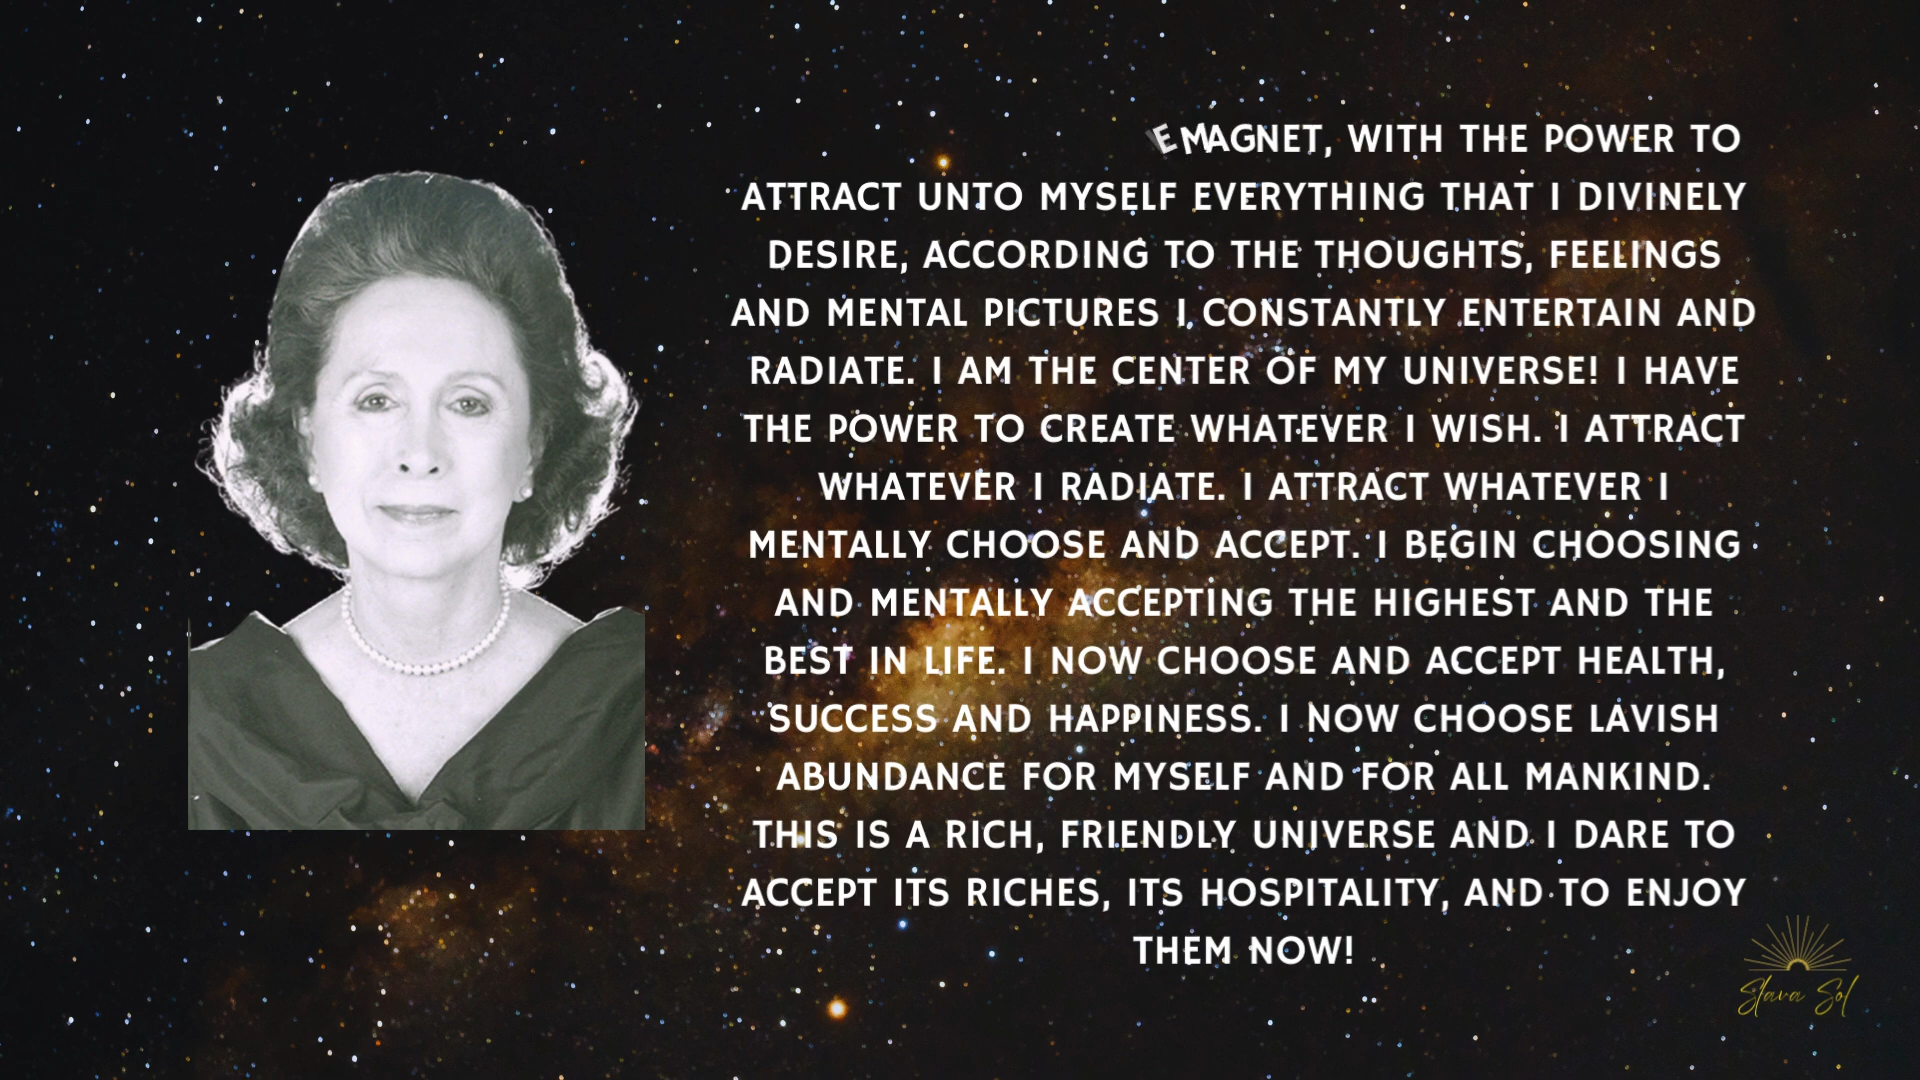 E MAGNET, WITH THE POWER TO
ATTRACT UNTO MYSELF EVERYTHING THAT I DIVINELY
DESIRE, ACCORDING TO THE THOUGHTS, FEELINGS
AND MENTAL PICTURES I CONSTANTLY ENTERTAIN AND
RADIATE. I AM THE CENTER OF MY UNIVERSE! I HAVE
THE POWER TO CREATE WHATEVER I WISH. I ATTRACT
WHATEVER I RADIATE. I ATTRACT WHATEVER I
MENTALLY CHOOSE AND ACCEPT. I BEGIN CHOOSING
AND MENTALLY ACCEPTING THE HIGHEST AND THE
BEST IN LIFE. I NOW CHOOSE AND ACCEPT HEALTH,
SUCCESS AND HAPPINESS. I NOW CHOOSE LAVISH
ABUNDANCE FOR MYSELF AND FOR ALL MANKIND.
THIS IS A RICH, FRIENDLY UNIVERSE AND I DARE TO
ACCEPT ITS RICHES, ITS HOSPITALITY, AND TO ENJOY
THEM NOW!
Slava Sol